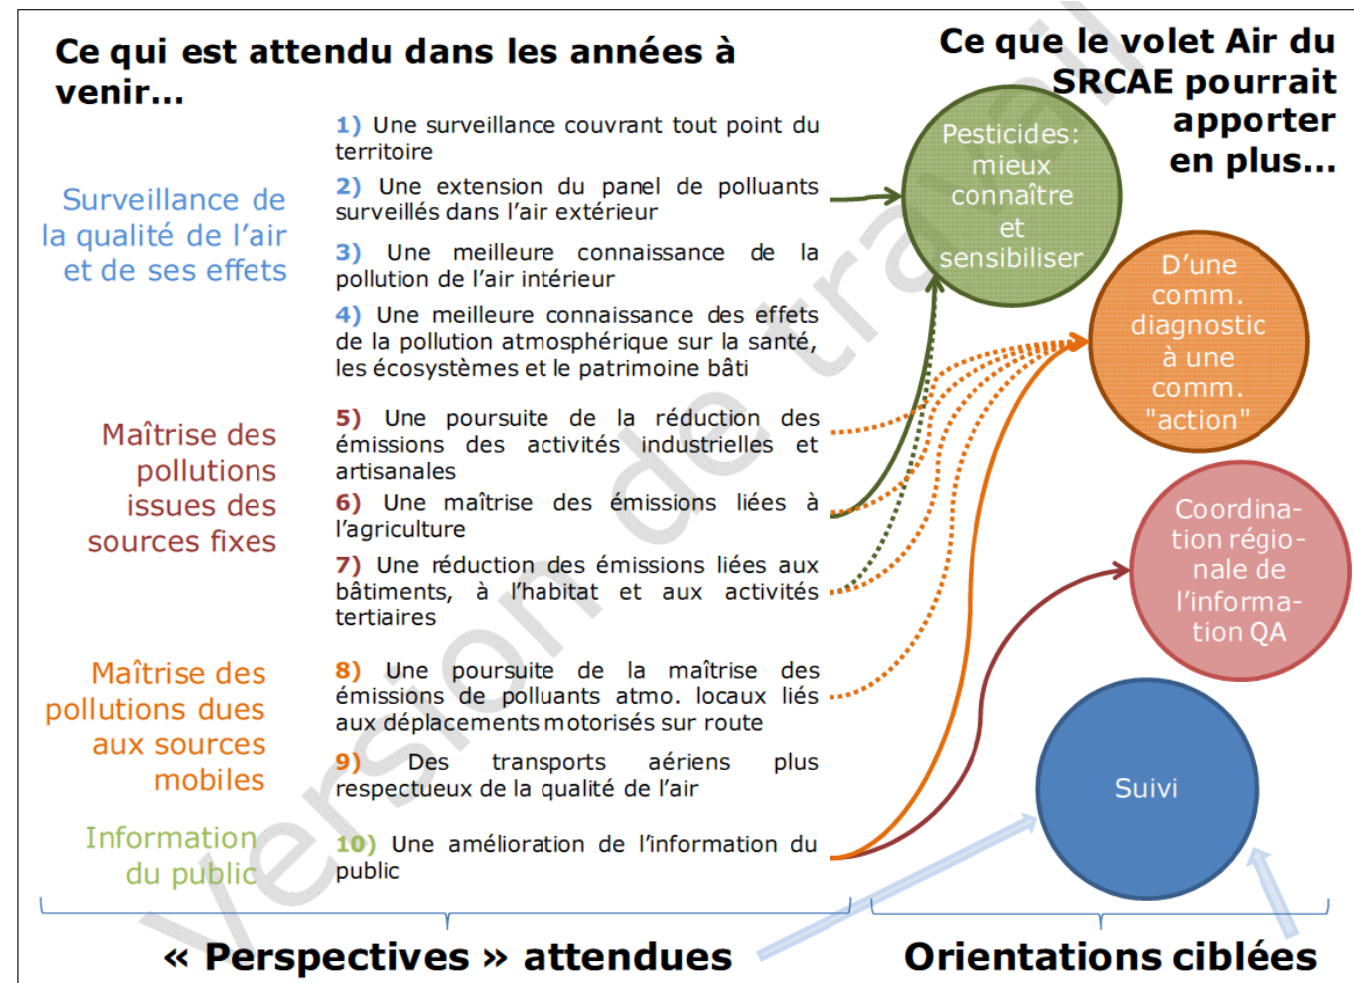 Ce qui est attendu dans les années à
venir...
Ce que le volet Air du
SRCAE pourrait
apporter
en plus...
Surveillance de
la qualité de l'air
et de ses effets
1) Une surveillance couvrant tout point du
territoire
2) Une extension du panel de polluants
surveillés dans l'air extérieur
3) Une meilleure connaissance de la
pollution de l'air intérieur
4) Une meilleure connaissance des effets
de la pollution atmosphérique sur la santé,
les écosystèmes et le patrimoine bâti
Maîtrise des
pollutions
issues des
sources fixes
5) Une poursuite de la réduction des
émissions des activités industrielles et
artisanales
6) Une maîtrise des émissions liées à
l'agriculture
7) Une réduction des émissions liées aux
bâtiments, à l'habitat et aux activités
tertiaires
Maîtrise des
pollutions dues
aux sources
mobiles
8) Une poursuite de la maîtrise des
émissions de polluants atmo. locaux liés
aux déplacements motorisés sur route
9) Des transports aériens plus
respectueux de la qualité de l'air
Information
du public
10) Une amélioration de l'information du
public
Pesticides:
mieux
connaître
et
sensibiliser
D'une
comm.
diagnostic
à une
comm.
"action"
Coordina-
tion régio-
nale de
l'informa-
tion QA
Suivi
« Perspectives » attendues
Orientations ciblées
Version de travail